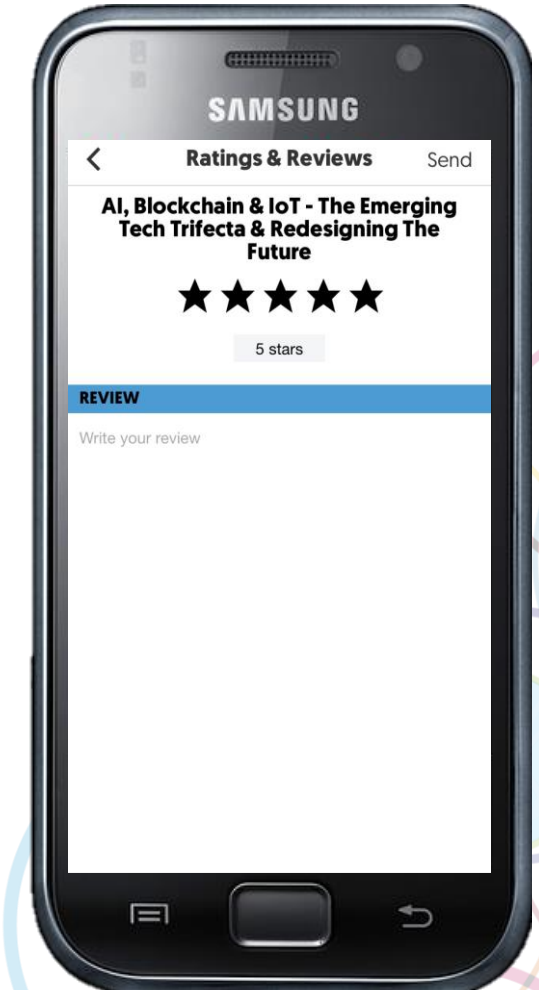 SAMSUNG
Ratings & Reviews Send
AI, Blockchain & IoT - The Emerging
Tech Trifecta & Redesigning The
Future
5 stars
REVIEW
Write your review